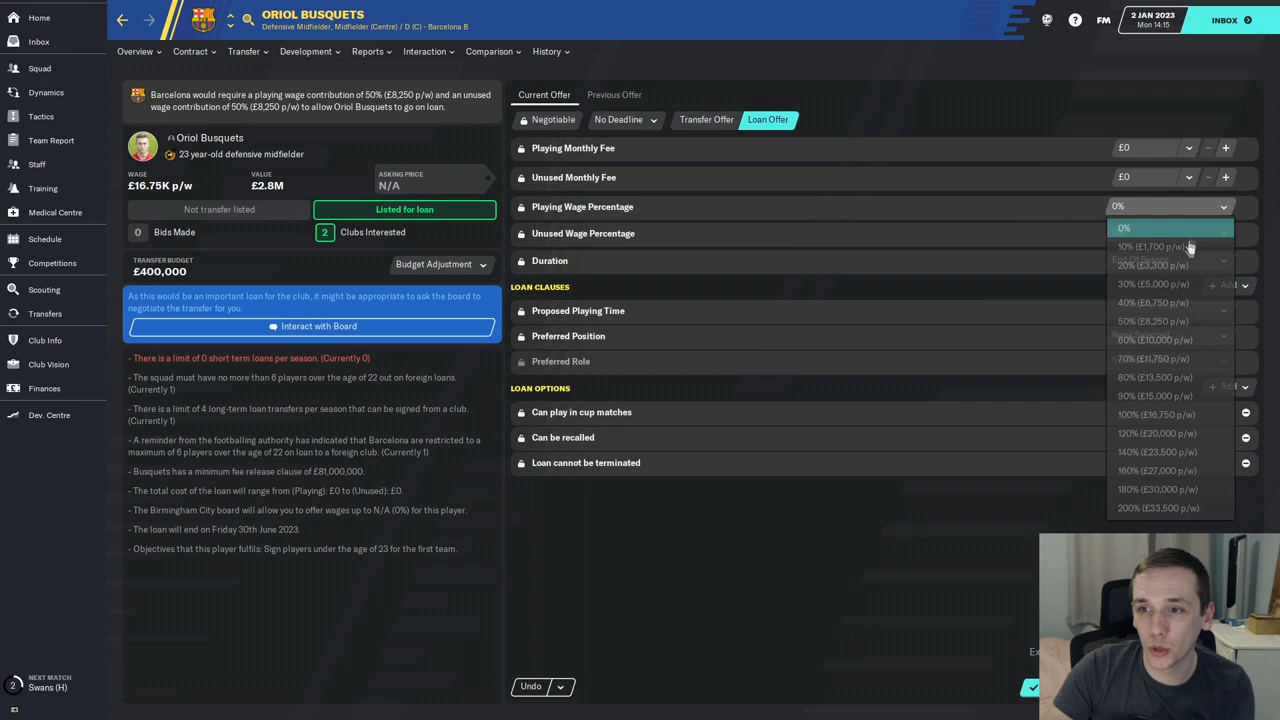 Home
Inbox
Squad
Dynamics
Tactics
Team Report
Staff
Training
Medical Centre
Schedule
Competitions
Scouting
Transfers
Club Info
Club Vision
Finances
Dev. Centre
NEXT MATCH
2 Swans (H)
ORIOL BUSQUETS
Defensive Midfielder, Midfielder (Centre) / D (C) - Barcelona B
?
FM
2 JAN 2023
Mon 14:15
INBOX
Overview
Contract
Transfer
Development
Reports
Interaction
Comparison
History
Barcelona would require a playing wage contribution of 50% (£8,250 p/w) and an unused
wage contribution of 50% (£8,250 p/w) to allow Oriol Busquets to go on loan.
Oriol Busquets
23 year-old defensive midfielder
WAGE
£16.75K p/w
VALUE
£2.8M
ASKING PRICE
N/A
Not transfer listed
Listed for loan
0 Bids Made
2 Clubs Interested
TRANSFER BUDGET
£400,000
Budget Adjustment
As this would be an important loan for the club, it might be appropriate to ask the board to
negotiate the transfer for you.
Interact with Board
- There is a limit of 0 short term loans per season. (Currently 0)
- The squad must have no more than 6 players over the age of 22 out on foreign loans.
(Currently 1)
- There is a limit of 4 long-term loan transfers per season that can be signed from a club.
(Currently 1)
- A reminder from the footballing authority has indicated that Barcelona are restricted to a
maximum of 6 players over the age of 22 on loan to a foreign club. (Currently 1)
- Busquets has a minimum fee release clause of £81,000,000.
- The total cost of the loan will range from (Playing): £0 to (Unused): £0.
- The Birmingham City board will allow you to offer wages up to N/A (0%) for this player.
- The loan will end on Friday 30th June 2023.
- Objectives that this player fulfils: Sign players under the age of 23 for the first team.
Current Offer
Previous Offer
Negotiable
No Deadline
Transfer Offer
Loan Offer
Playing Monthly Fee
£0
Unused Monthly Fee
£0
Playing Wage Percentage
0%
Unused Wage Percentage
Duration
LOAN CLAUSES
Add
Proposed Playing Time
Preferred Position
Preferred Role
LOAN OPTIONS
Add
Can play in cup matches
Can be recalled
Loan cannot be terminated
0%
10% (£1,700 p/w)
20% (£3,300 p/w)
30% (£5,000 p/w)
40% (£6,750 p/w)
50% (£8,250 p/w)
60% (£10,000 p/w)
70% (£11,750 p/w)
80% (£13,500 p/w)
90% (£15,000 p/w)
100% (£16,750 p/w)
120% (£20,000 p/w)
140% (£23,500 p/w)
160% (£27,000 p/w)
180% (£30,000 p/w)
200% (£33,500 p/w)
Undo